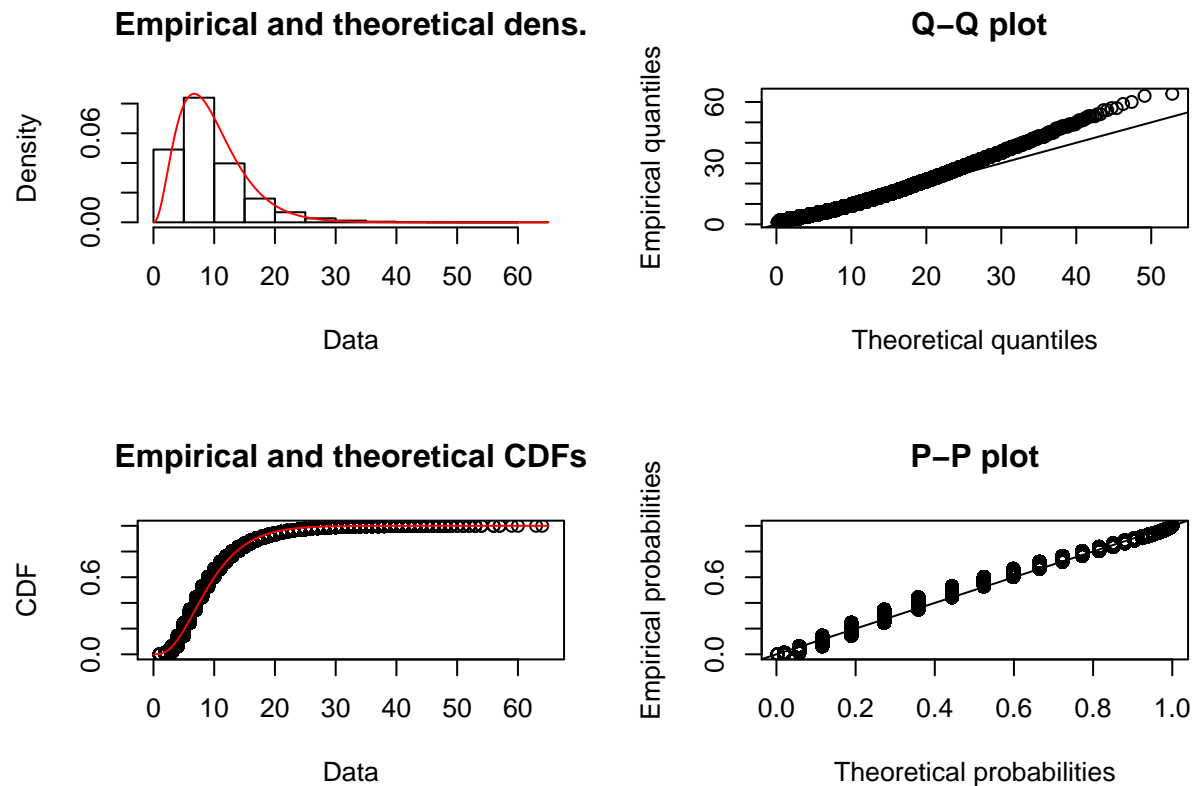 Empirical and theoretical dens.
Density
0.00 0.06
0 10 20 30 40 50 60
Data
Q−Q plot
Empirical quantiles
0 30 60
0 10 20 30 40 50
Theoretical quantiles
Empirical and theoretical CDFs
CDF
0.0 0.6
0 10 20 30 40 50 60
Data
P−P plot
Empirical probabilities
0.0 0.6
0.0 0.2 0.4 0.6 0.8 1.0
Theoretical probabilities